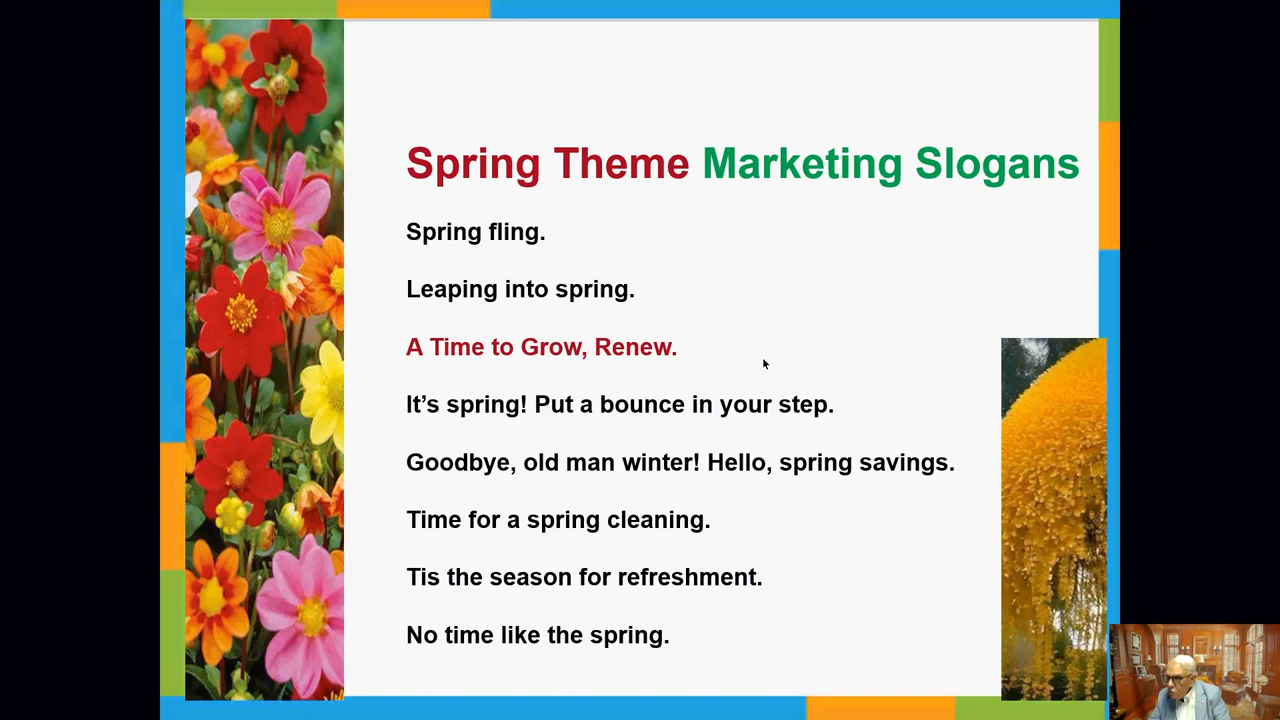 Spring Theme Marketing Slogans
Spring fling.
Leaping into spring.
A Time to Grow, Renew.
It’s spring! Put a bounce in your step.
Goodbye, old man winter! Hello, spring savings.
Time for a spring cleaning.
Tis the season for refreshment.
No time like the spring.